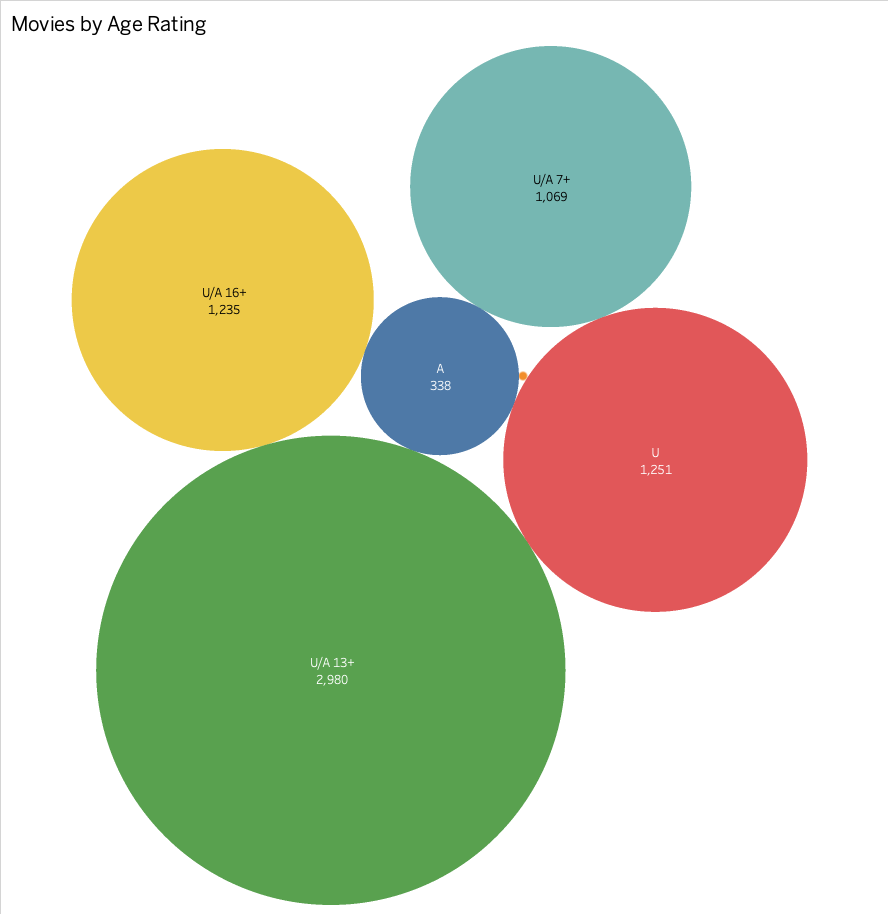 Movies by Age Rating
U/A 7+
1,069
U/A 16+
1,235
A
338
U
1,251
U/A 13+
2,980